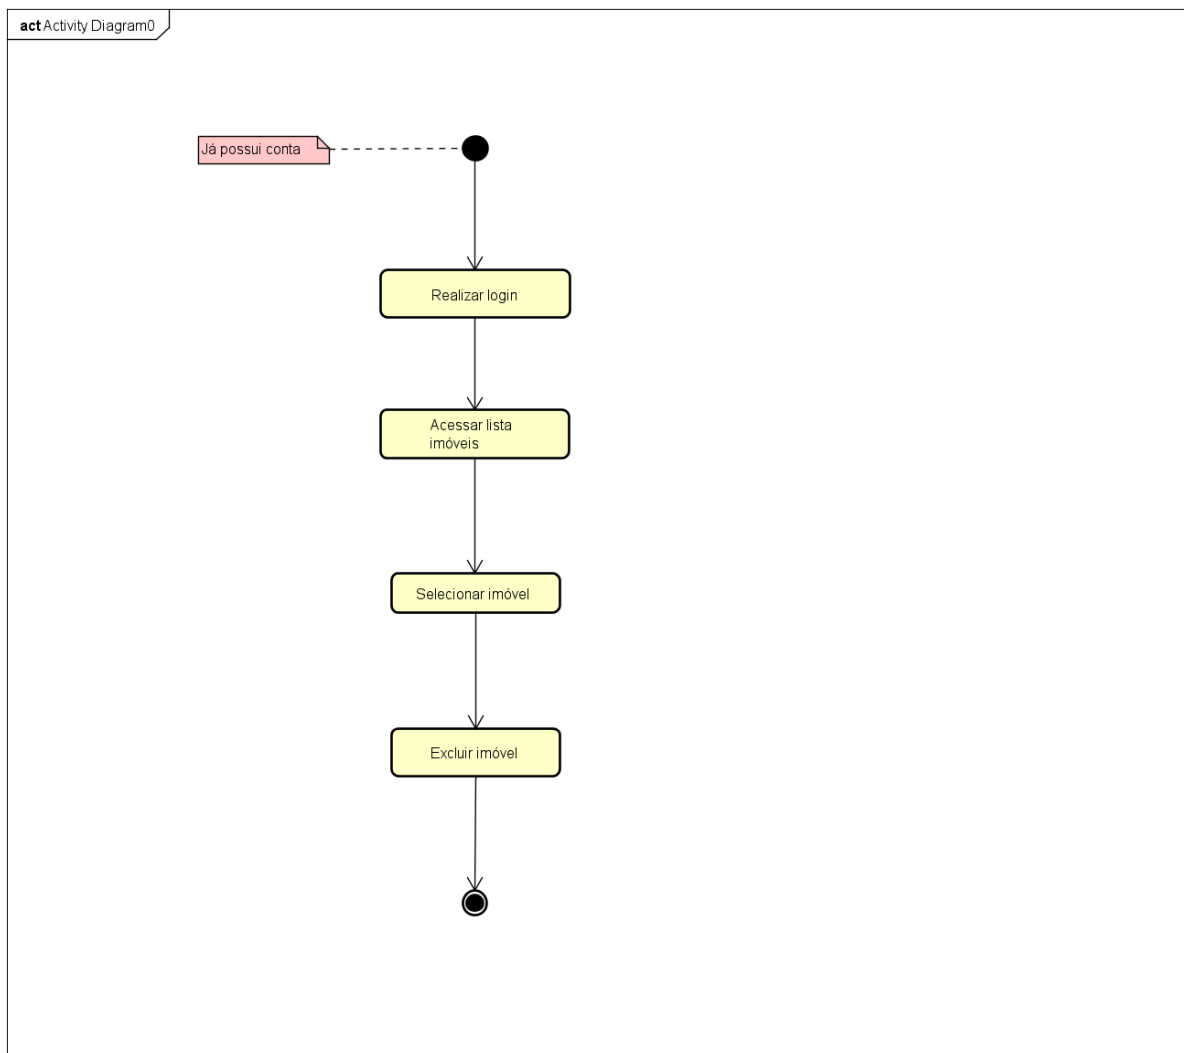 act Activity Diagram0
Já possui conta
Realizar login
Acessar lista
imóveis
Selecionar imóvel
Excluir imóvel